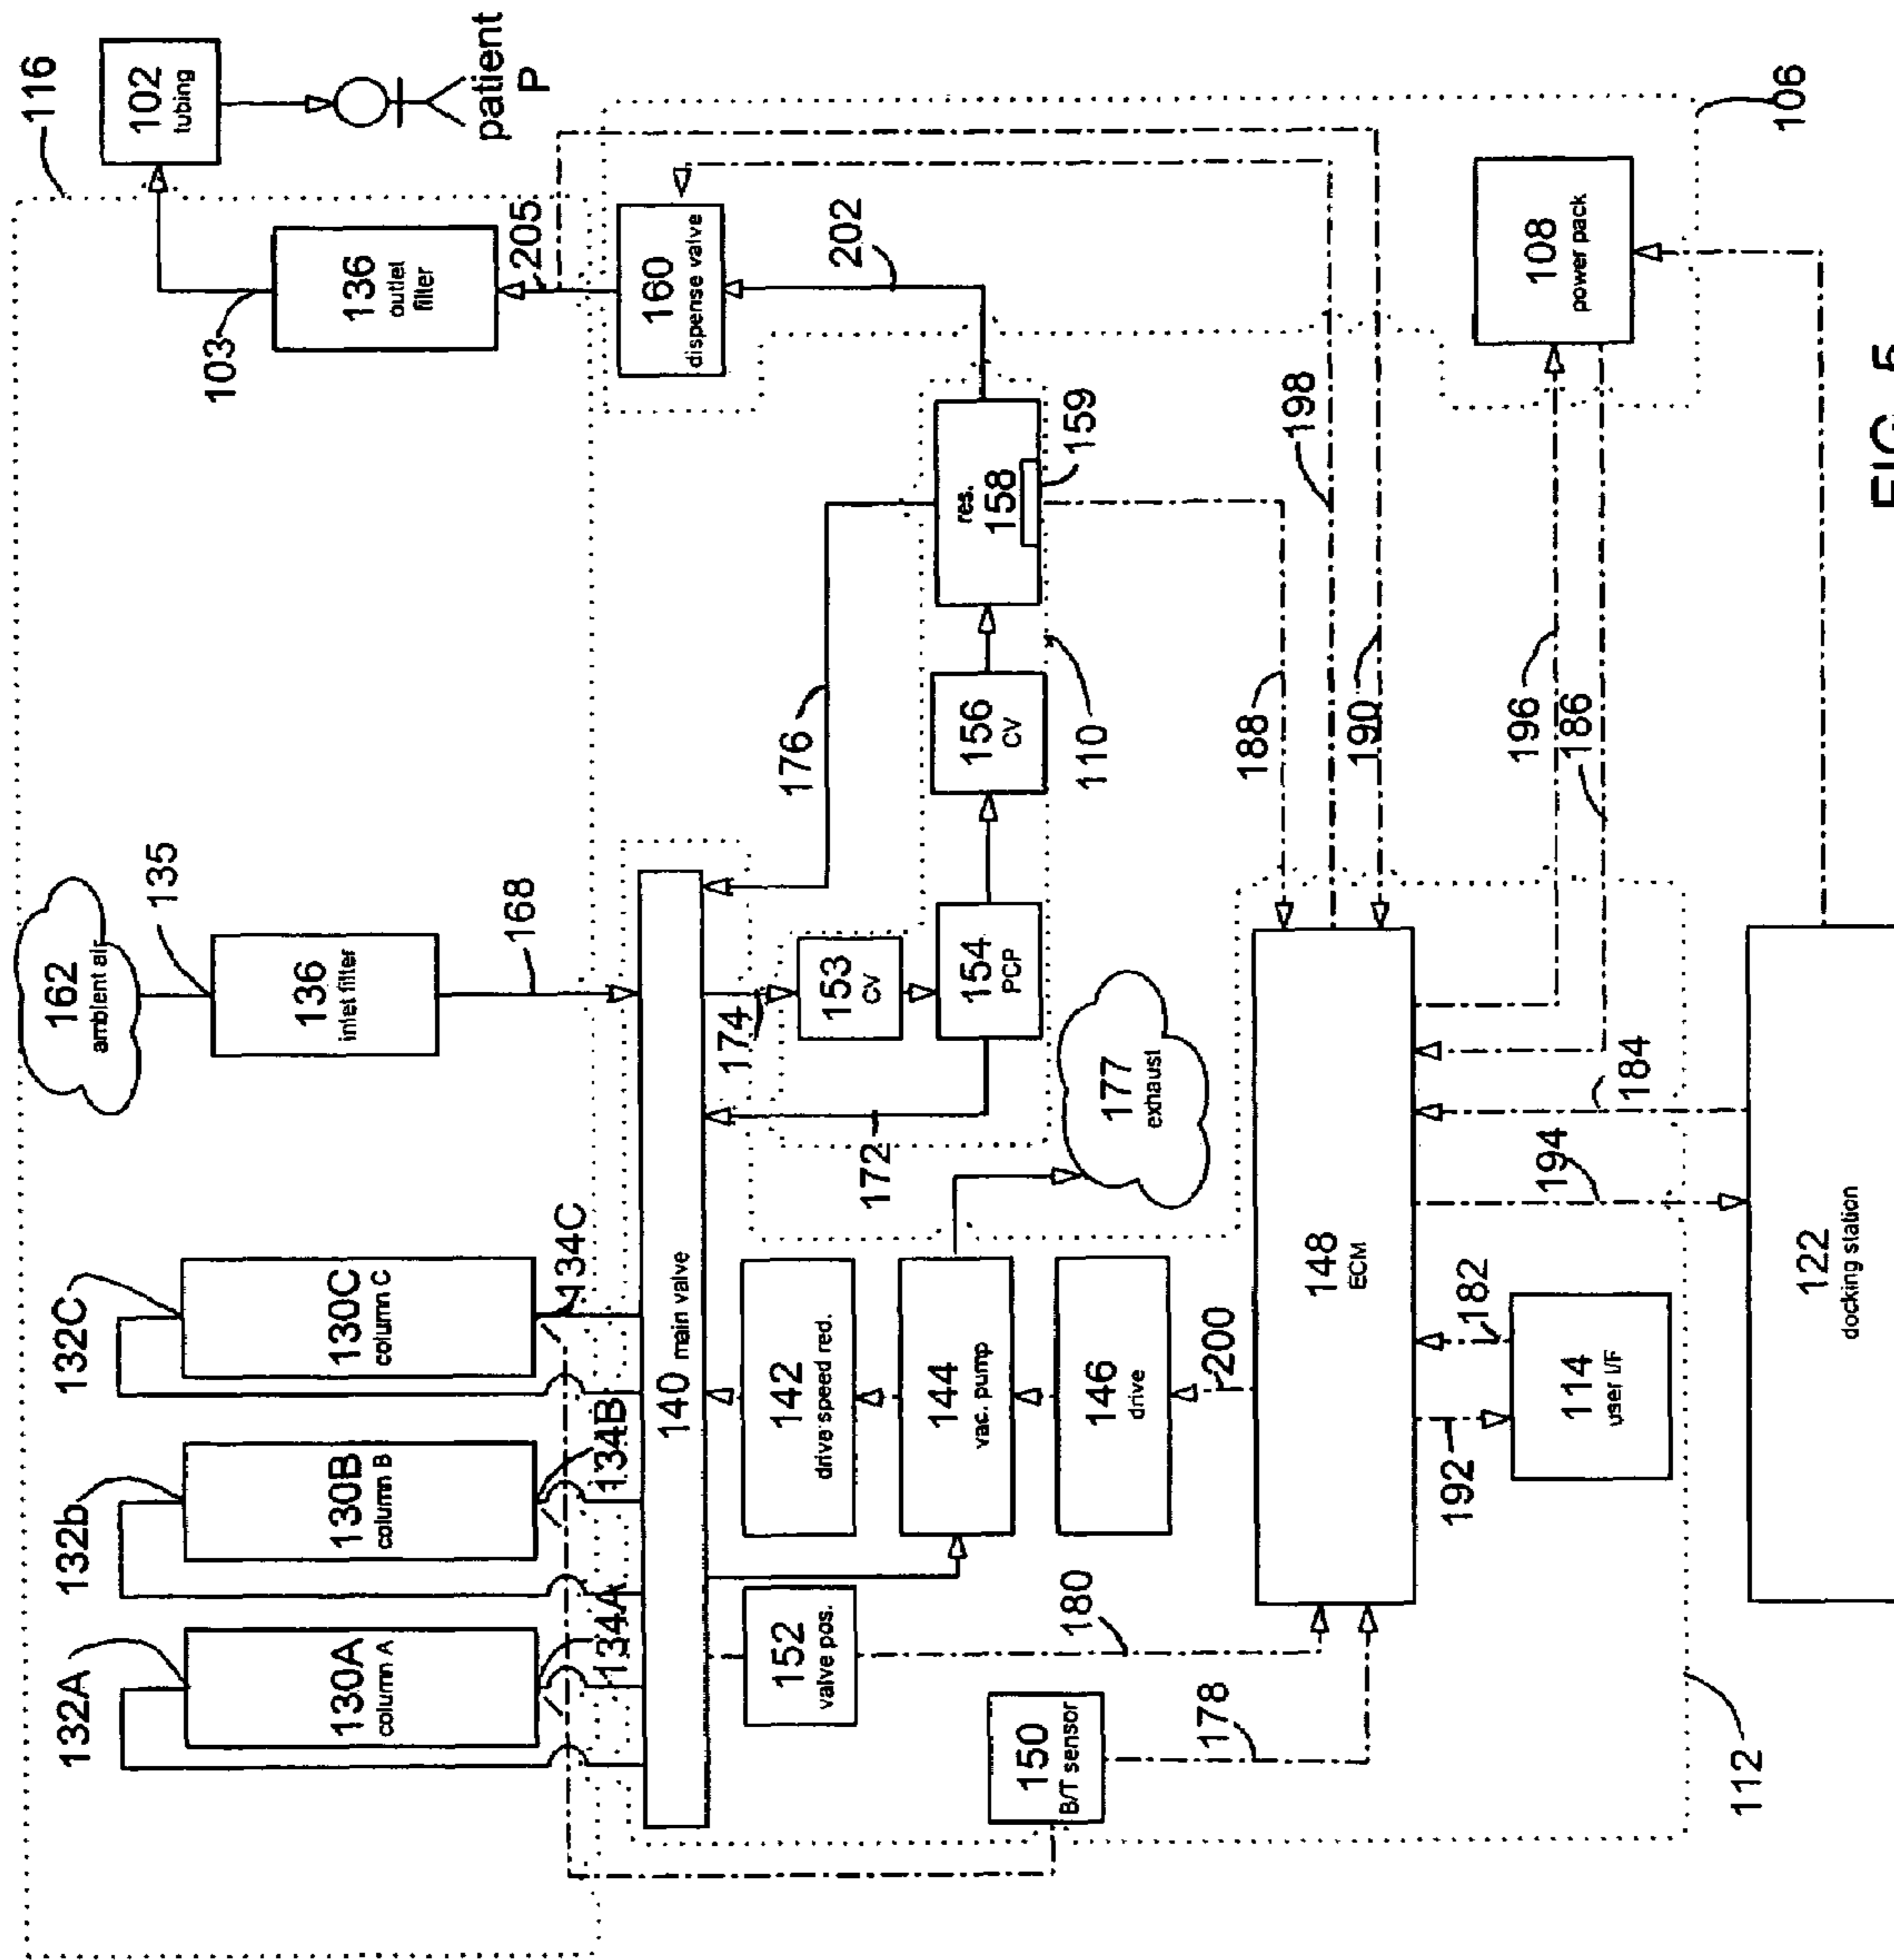 116
102
tubing
patient
P
103
136
outlet
filter
205
160
dispense valve
202
106
108
power pack
162
ambient air
135
136
inlet filter
168
176
174
153
CV
154
PCP
156
CV
res.
158
159
110
172
177
exhaust
188
198
190
196
186
132C
130C
column C
134C
132b
130B
column B
134B
132A
130A
column A
134A
140 main valve
142
drive speed red.
144
vac. pump
146
drive
200
152
valve pos.
180
150
B/T sensor
178
148
ECM
192
182
114
user I/F
194
184
122
docking station
112
FIG. 5